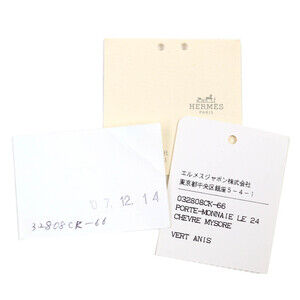 HERMES
PARIS
07.12.14
32808CK-66
エルメスジャポン株式会社
東京都中央区銀座5-4-1
032808CK-66
PORTE-MONNAIE LE 24
CHEVRE MYSORE
VERT ANIS